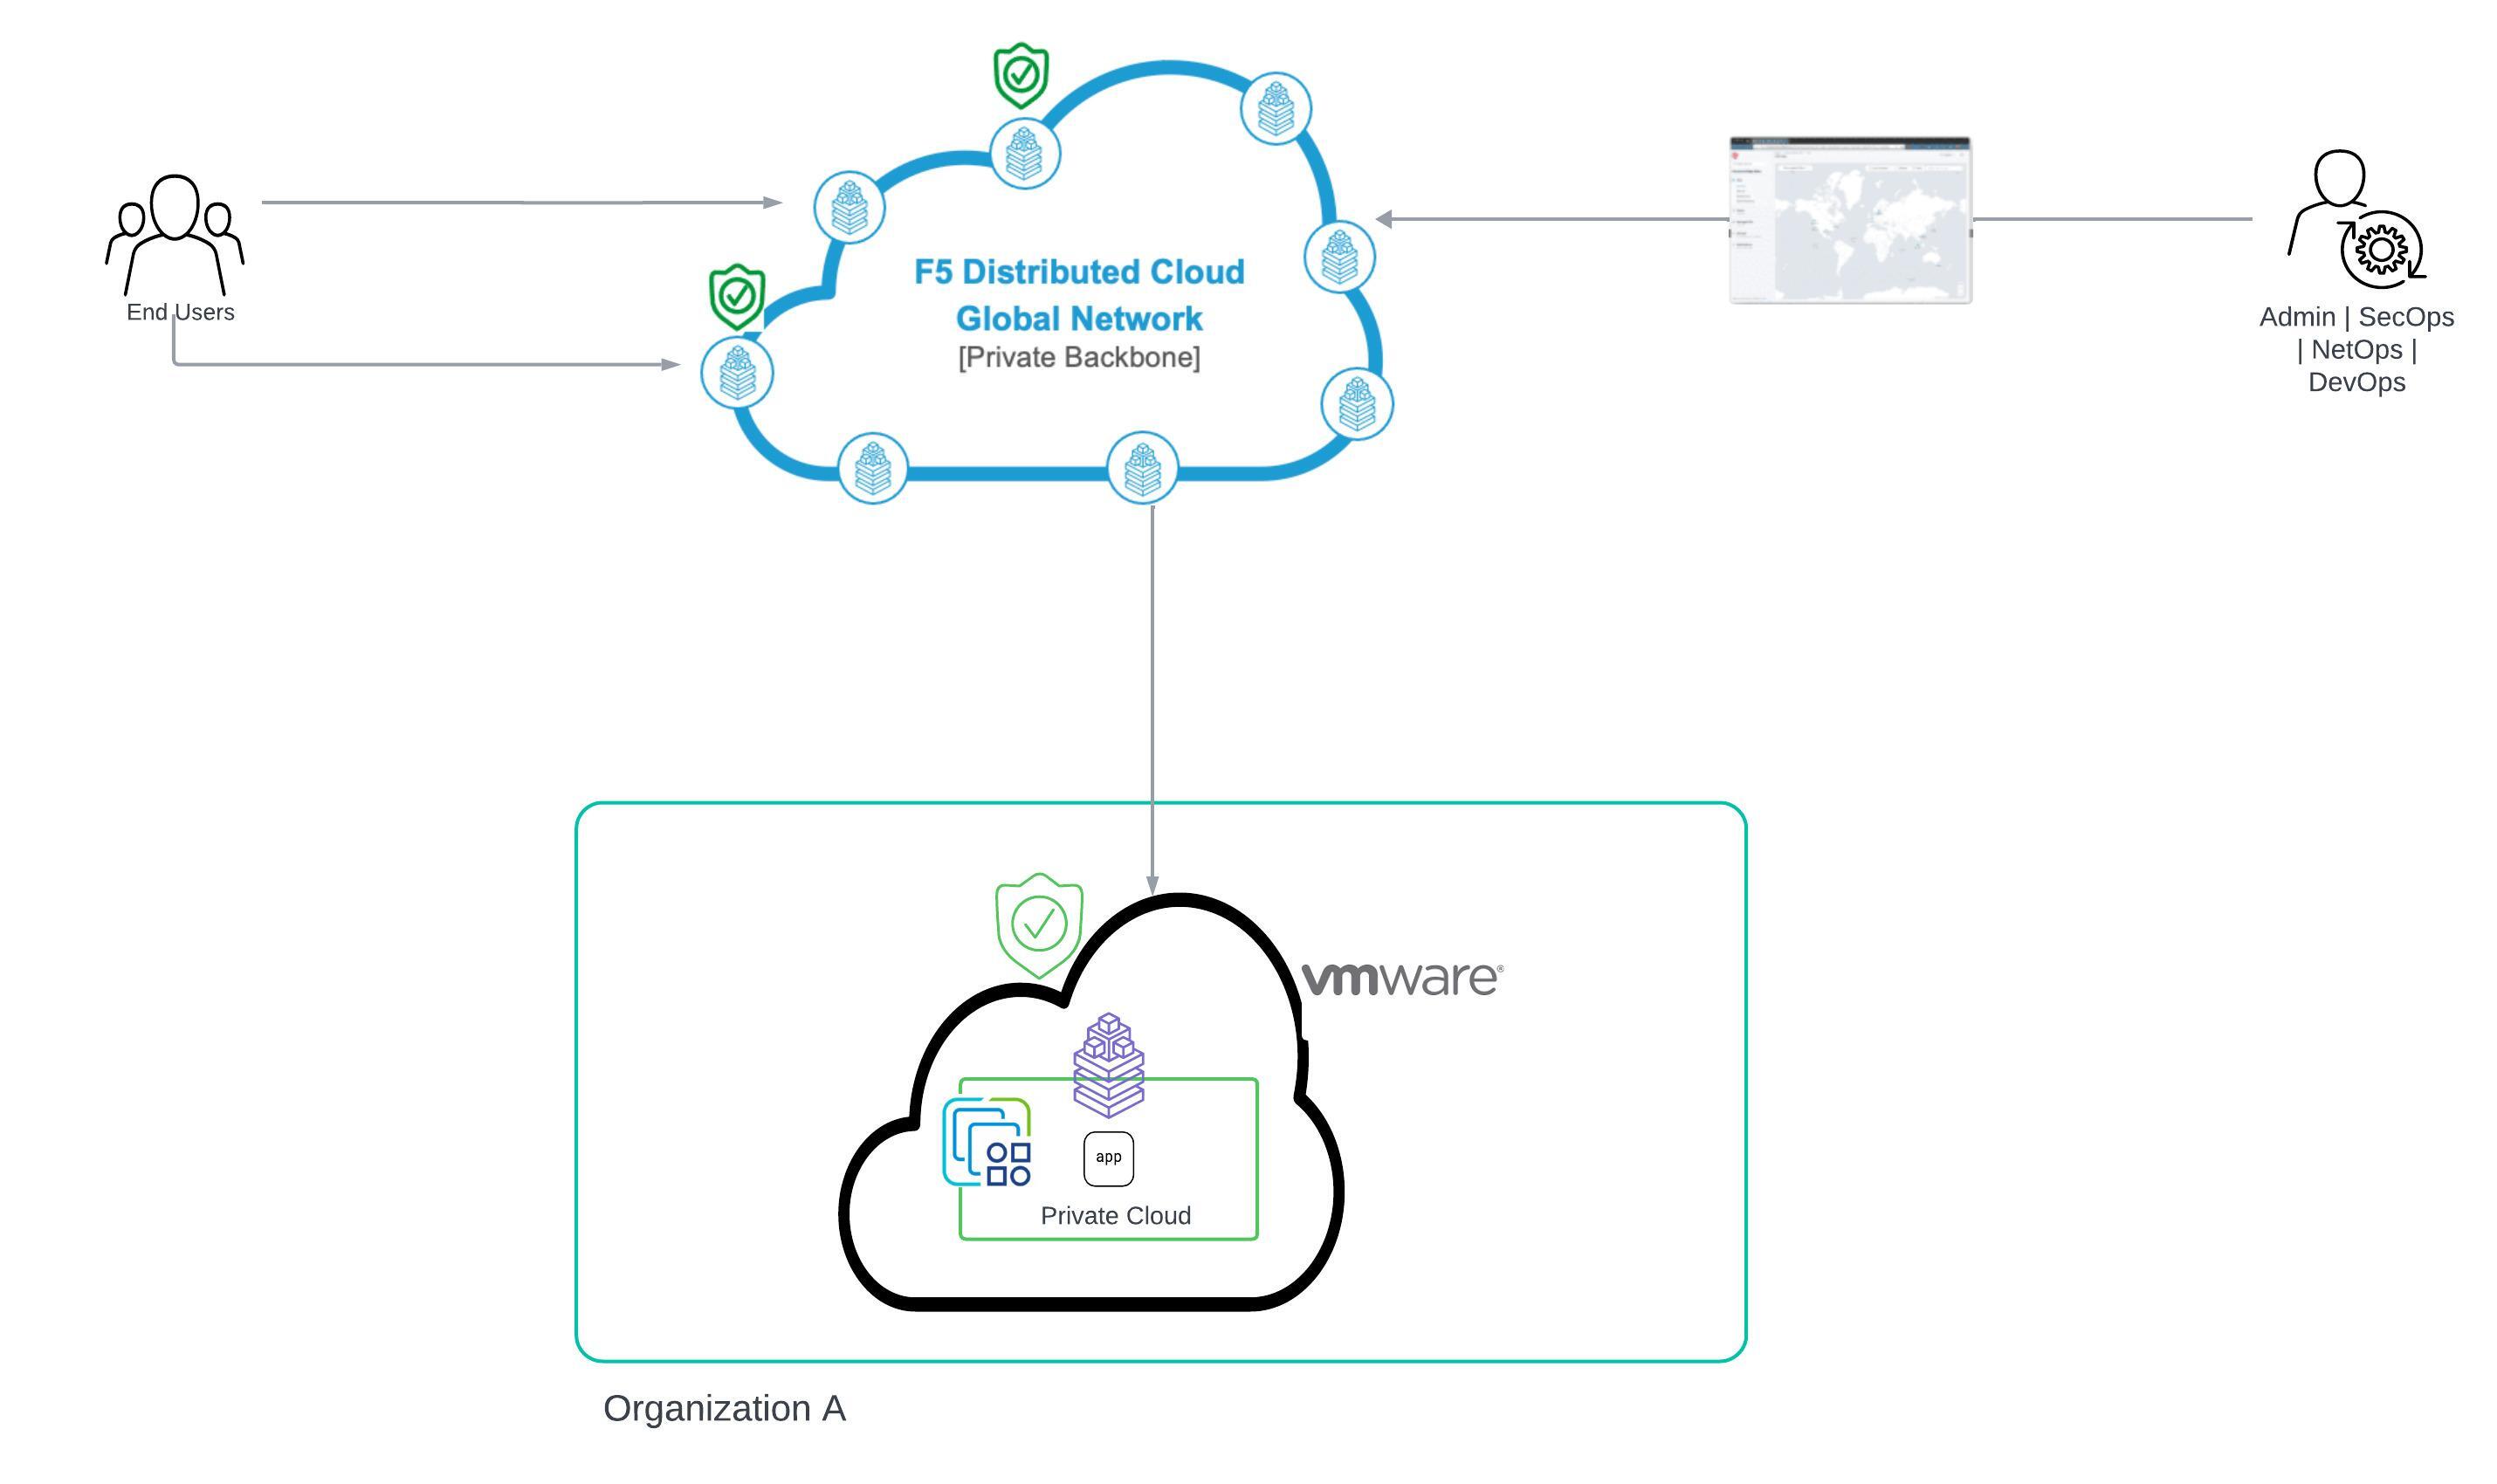 F5 Distributed Cloud
Global Network
[Private Backbone]
End Users
Admin | SecOps
| NetOps |
DevOps
vmware®
app
Private Cloud
Organization A